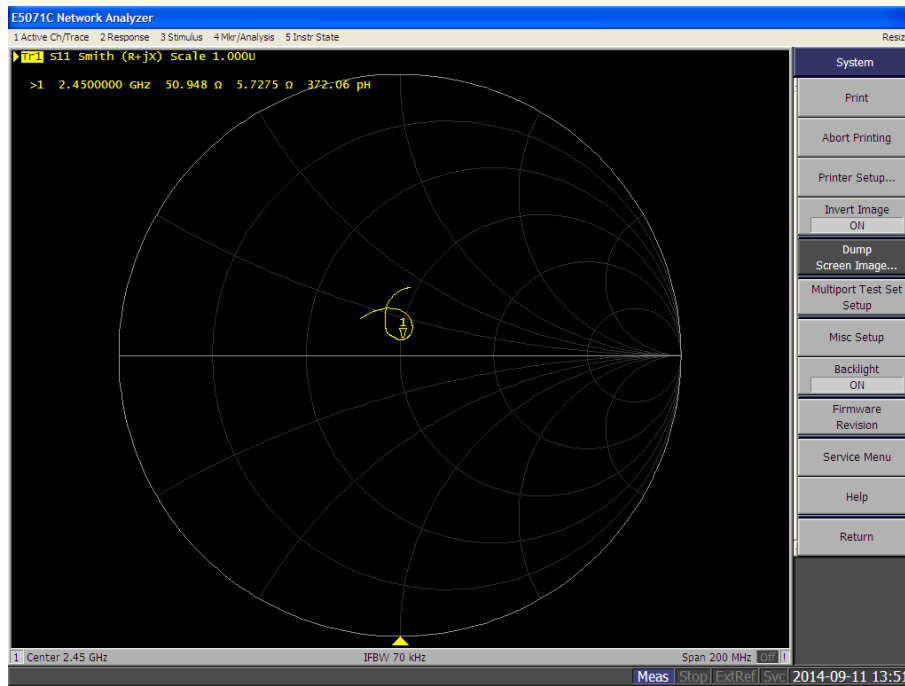 E5071C Network Analyzer
1 Active Ch/Trace 2 Response 3 Stimulus 4 Mkr/Analysis 5 Instr State Resiz
Tr1 S11 Smith (R+jX) Scale 1.000U
>1 2.4500000 GHz 50.948 Ω 5.7275 Ω 372.06 pH
1
System
Print
Abort Printing
Printer Setup...
Invert Image
ON
Dump
Screen Image...
Multiport Test Set
Setup
Misc Setup
Backlight
ON
Firmware
Revision
Service Menu
Help
Return
1 Center 2.45 GHz IFBW 70 kHz Span 200 MHz Off !
Meas Stop ExtRef Svc 2014-09-11 13:51